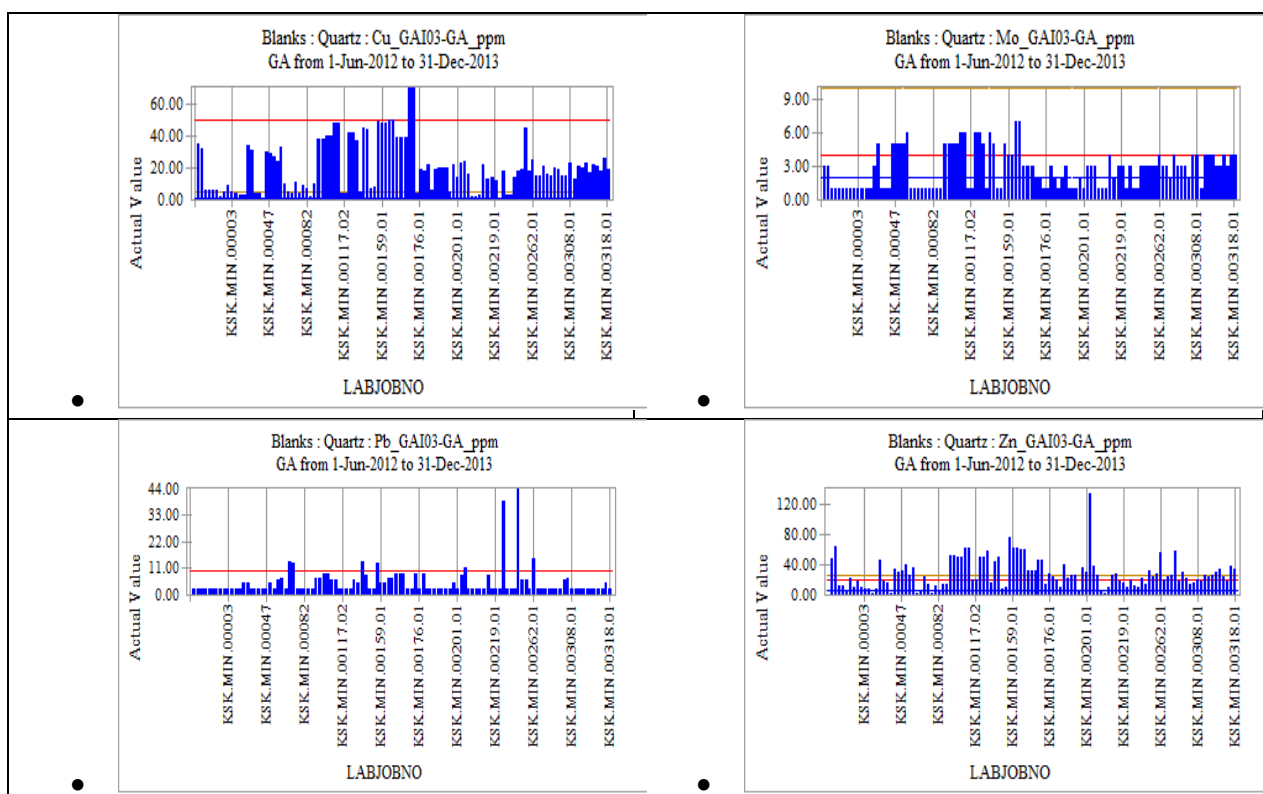 Blanks : Quartz : Cu_GAI03-GA_ppm
GA from 1-Jun-2012 to 31-Dec-2013
60.00
40.00
20.00
0.00
Actual Value
KSK.MIN.00003
KSK.MIN.00047
KSK.MIN.00082
KSK.MIN.00117.02
KSK.MIN.00159.01
KSK.MIN.00176.01
KSK.MIN.00201.01
KSK.MIN.00219.01
KSK.MIN.00262.01
KSK.MIN.00308.01
KSK.MIN.00318.01
LABJOBNO
Blanks : Quartz : Mo_GAI03-GA_ppm
GA from 1-Jun-2012 to 31-Dec-2013
9.00
6.00
3.00
0.00
Actual Value
KSK.MIN.00003
KSK.MIN.00047
KSK.MIN.00082
KSK.MIN.00117.02
KSK.MIN.00159.01
KSK.MIN.00176.01
KSK.MIN.00201.01
KSK.MIN.00219.01
KSK.MIN.00262.01
KSK.MIN.00308.01
KSK.MIN.00318.01
LABJOBNO
Blanks : Quartz : Pb_GAI03-GA_ppm
GA from 1-Jun-2012 to 31-Dec-2013
44.00
33.00
22.00
11.00
0.00
Actual Value
KSK.MIN.00003
KSK.MIN.00047
KSK.MIN.00082
KSK.MIN.00117.02
KSK.MIN.00159.01
KSK.MIN.00176.01
KSK.MIN.00201.01
KSK.MIN.00219.01
KSK.MIN.00262.01
KSK.MIN.00308.01
KSK.MIN.00318.01
LABJOBNO
Blanks : Quartz : Zn_GAI03-GA_ppm
GA from 1-Jun-2012 to 31-Dec-2013
120.00
80.00
40.00
0.00
Actual Value
KSK.MIN.00003
KSK.MIN.00047
KSK.MIN.00082
KSK.MIN.00117.02
KSK.MIN.00159.01
KSK.MIN.00176.01
KSK.MIN.00201.01
KSK.MIN.00219.01
KSK.MIN.00262.01
KSK.MIN.00308.01
KSK.MIN.00318.01
LABJOBNO